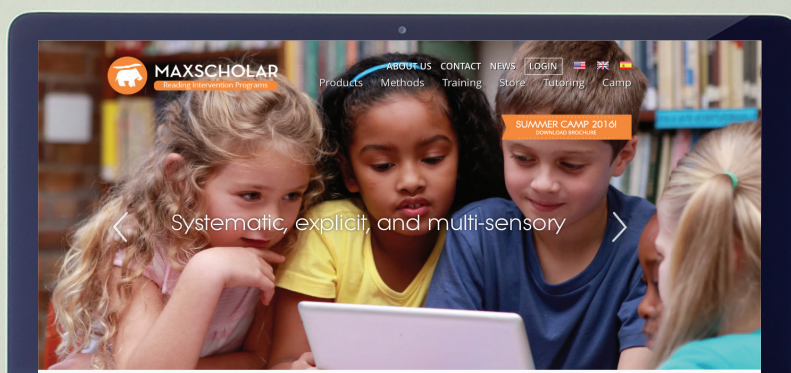 MAXSCHOLAR
Reading Intervention Programs
ABOUT US CONTACT NEWS LOGIN
Products Methods Training Store Tutoring Camp
SUMMER CAMP 2016!
DOWNLOAD BROCHURE
Systematic, explicit, and multi-sensory